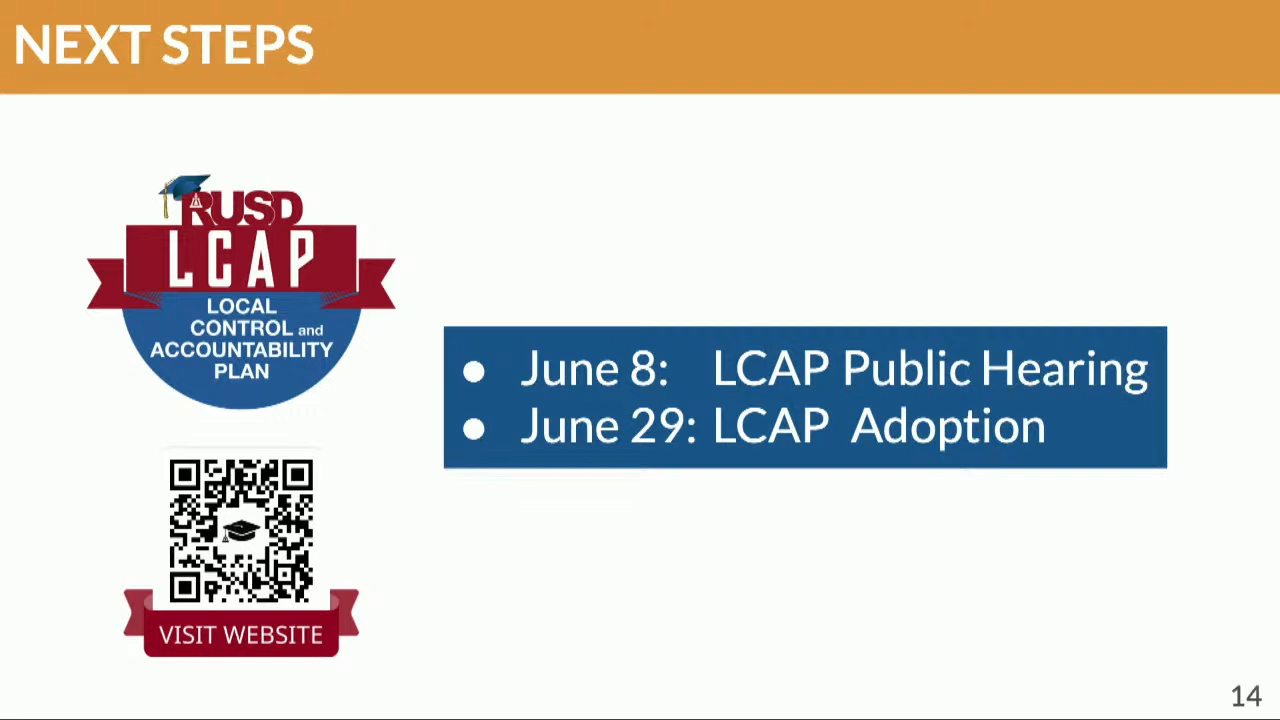 NEXT STEPS
RUSD
LCAP
LOCAL
CONTROL and
ACCOUNTABILITY
PLAN
● June 8: LCAP Public Hearing
● June 29: LCAP Adoption
VISIT WEBSITE
14